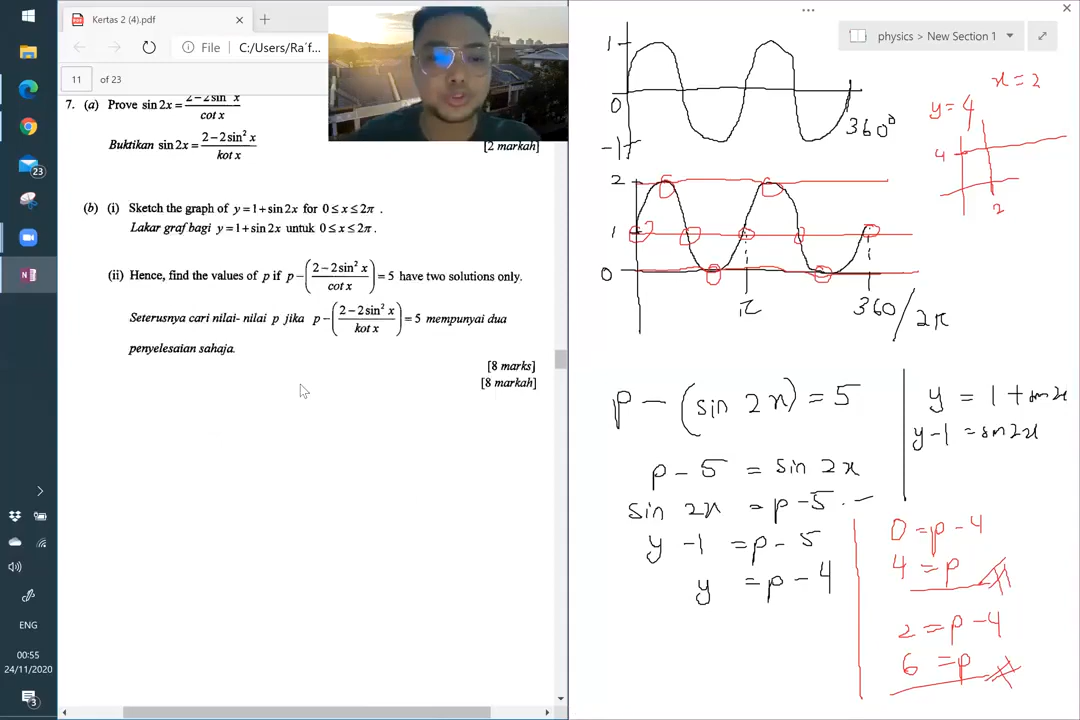 Kertas 2 (4).pdf
File C:/Users/Ra´f...
11 of 23
7. (a) Prove sin 2x = 2 − 2sin² x / cot x
Buktikan sin 2x = 2 − 2sin² x / kot x
[2 markah]
(b) (i) Sketch the graph of y = 1 + sin 2x for 0 ≤ x ≤ 2π .
Lakar graf bagi y = 1 + sin 2x untuk 0 ≤ x ≤ 2π .
(ii) Hence, find the values of p if p − (2 − 2sin² x / cot x) = 5 have two solutions only.
Seterusnya cari nilai- nilai p jika p − (2 − 2sin² x / kot x) = 5 mempunyai dua
penyelesaian sahaja.
[8 marks]
[8 markah]
23
ENG
00:55
24/11/2020
3
physics > New Section 1
1
0
-1
360°
x = 2
y = 4
4
2
2
1
0
π
360/2π
p − (sin 2x) = 5
p − 5 = sin 2x
sin 2x = p − 5
y − 1 = p − 5
y = p − 4
y = 1 + sin 2x
y − 1 = sin 2x
0 = p − 4
4 = p
2 = p − 4
6 = p